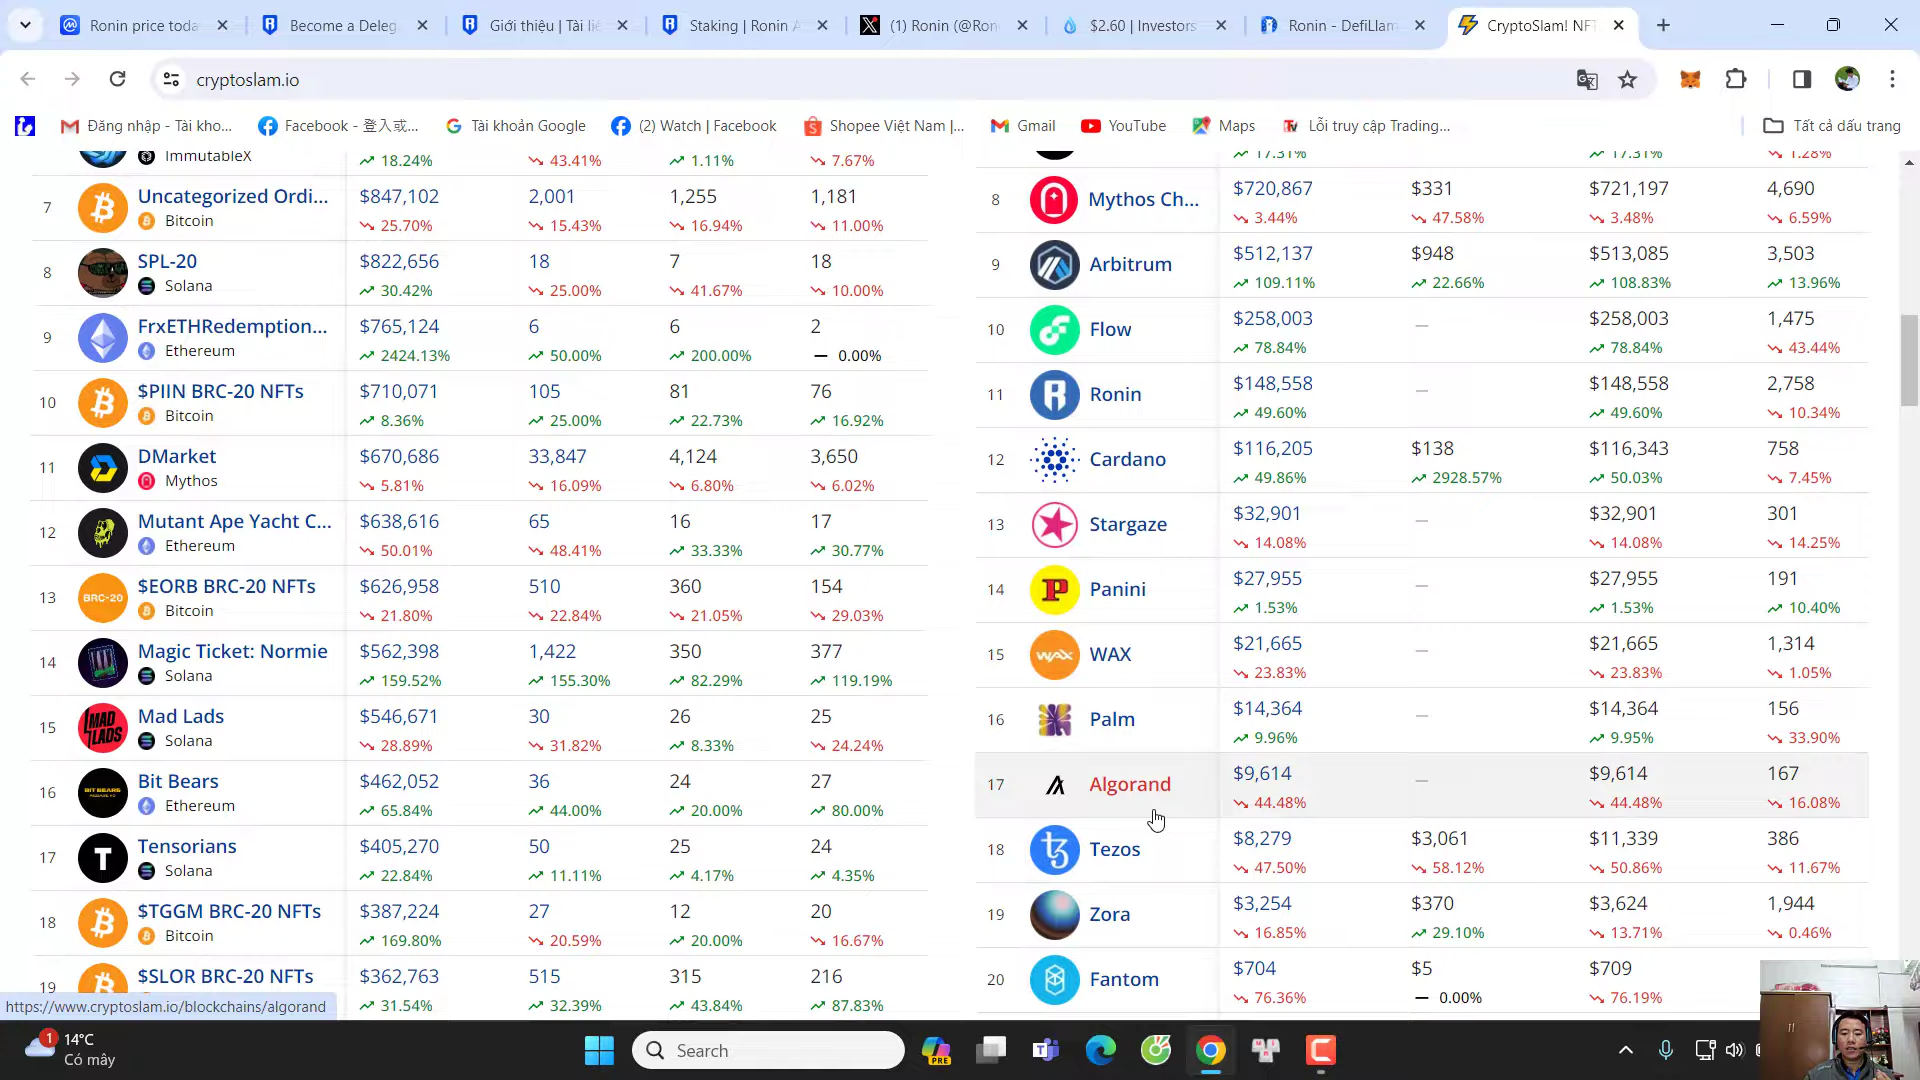 Ronin price toda
Become a Deleg
Giới thiệu | Tài liệ
Staking | Ronin A
(1) Ronin (@Ron
$2.60 | Investors
Ronin - DefiLlam
CryptoSlam! NFT
cryptoslam.io
Đăng nhập - Tài kho...
Facebook - 登入或...
Tài khoản Google
(2) Watch | Facebook
Shopee Việt Nam |...
Gmail
YouTube
Maps
Lỗi truy cập Trading...
Tất cả dấu trang
ImmutableX
18.24% 43.41% 1.11% 7.67%
7 Uncategorized Ordi... $847,102 2,001 1,255 1,181
Bitcoin 25.70% 15.43% 16.94% 11.00%
8 SPL-20 $822,656 18 7 18
Solana 30.42% 25.00% 41.67% 10.00%
9 FrxETHRedemption... $765,124 6 6 2
Ethereum 2424.13% 50.00% 200.00% 0.00%
10 $PIIN BRC-20 NFTs $710,071 105 81 76
Bitcoin 8.36% 25.00% 22.73% 16.92%
11 DMarket $670,686 33,847 4,124 3,650
Mythos 5.81% 16.09% 6.80% 6.02%
12 Mutant Ape Yacht C... $638,616 65 16 17
Ethereum 50.01% 48.41% 33.33% 30.77%
13 BRC-20 $EORB BRC-20 NFTs $626,958 510 360 154
Bitcoin 21.80% 22.84% 21.05% 29.03%
14 Magic Ticket: Normie $562,398 1,422 350 377
Solana 159.52% 155.30% 82.29% 119.19%
15 MAD LADS Mad Lads $546,671 30 26 25
Solana 28.89% 31.82% 8.33% 24.24%
16 BIT BEARS Bit Bears $462,052 36 24 27
Ethereum 65.84% 44.00% 20.00% 80.00%
17 T Tensorians $405,270 50 25 24
Solana 22.84% 11.11% 4.17% 4.35%
18 $TGGM BRC-20 NFTs $387,224 27 12 20
Bitcoin 169.80% 20.59% 20.00% 16.67%
19 $SLOR BRC-20 NFTs $362,763 515 315 216
31.54% 32.39% 43.84% 87.83%
https://www.cryptoslam.io/blockchains/algorand
17.31% 17.31% 1.28%
8 Mythos Ch... $720,867 $331 $721,197 4,690
3.44% 47.58% 3.48% 6.59%
9 Arbitrum $512,137 $948 $513,085 3,503
109.11% 22.66% 108.83% 13.96%
10 Flow $258,003 — $258,003 1,475
78.84% 78.84% 43.44%
11 Ronin $148,558 — $148,558 2,758
49.60% 49.60% 10.34%
12 Cardano $116,205 $138 $116,343 758
49.86% 2928.57% 50.03% 7.45%
13 Stargaze $32,901 — $32,901 301
14.08% 14.08% 14.25%
14 P Panini $27,955 — $27,955 191
1.53% 1.53% 10.40%
15 WAX WAX $21,665 — $21,665 1,314
23.83% 23.83% 1.05%
16 Palm $14,364 — $14,364 156
9.96% 9.95% 33.90%
17 Algorand $9,614 — $9,614 167
44.48% 44.48% 16.08%
18 Tezos $8,279 $3,061 $11,339 386
47.50% 58.12% 50.86% 11.67%
19 Zora $3,254 $370 $3,624 1,944
16.85% 29.10% 13.71% 0.46%
20 Fantom $704 $5 $709
76.36% 0.00% 76.19%
1
14°C
Có mây
Search
PRE